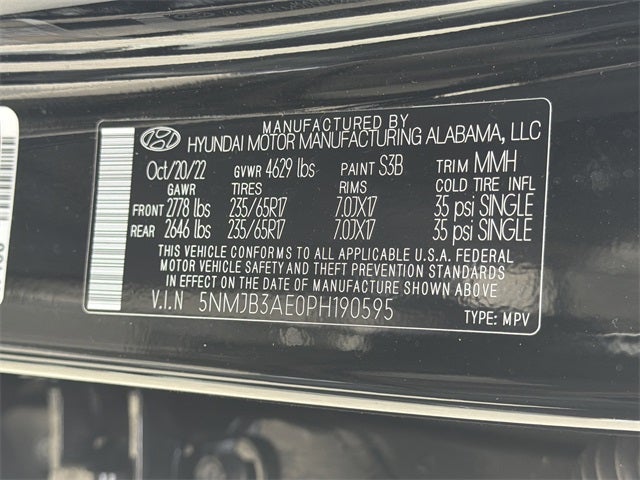 MANUFACTURED BY
HYUNDAI MOTOR MANUFACTURING ALABAMA, LLC
Oct/20/22 GVWR 4629 lbs PAINT S3B TRIM MMH
GAWR TIRES RIMS COLD TIRE INFL
FRONT 2778 lbs 235/65R17 7.0JX17 35 psi SINGLE
REAR 2646 lbs 235/65R17 7.0JX17 35 psi SINGLE
THIS VEHICLE CONFORMS TO ALL APPLICABLE U.S.A. FEDERAL
MOTOR VEHICLE SAFETY AND THEFT PREVENTION STANDARDS
IN EFFECT ON THE DATE OF MANUFACTURE SHOWN ABOVE.
V.I.N 5NMJB3AE0PH190595
TYPE: MPV